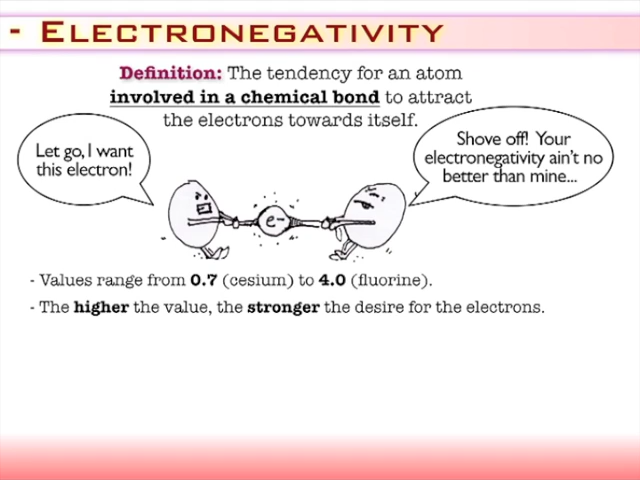 - ELECTRONEGATIVITY
Definition: The tendency for an atom
involved in a chemical bond to attract
the electrons towards itself.
Let go, I want
this electron!
Shove off! Your
electronegativity ain't no
better than mine...
e-
- Values range from 0.7 (cesium) to 4.0 (fluorine).
- The higher the value, the stronger the desire for the electrons.